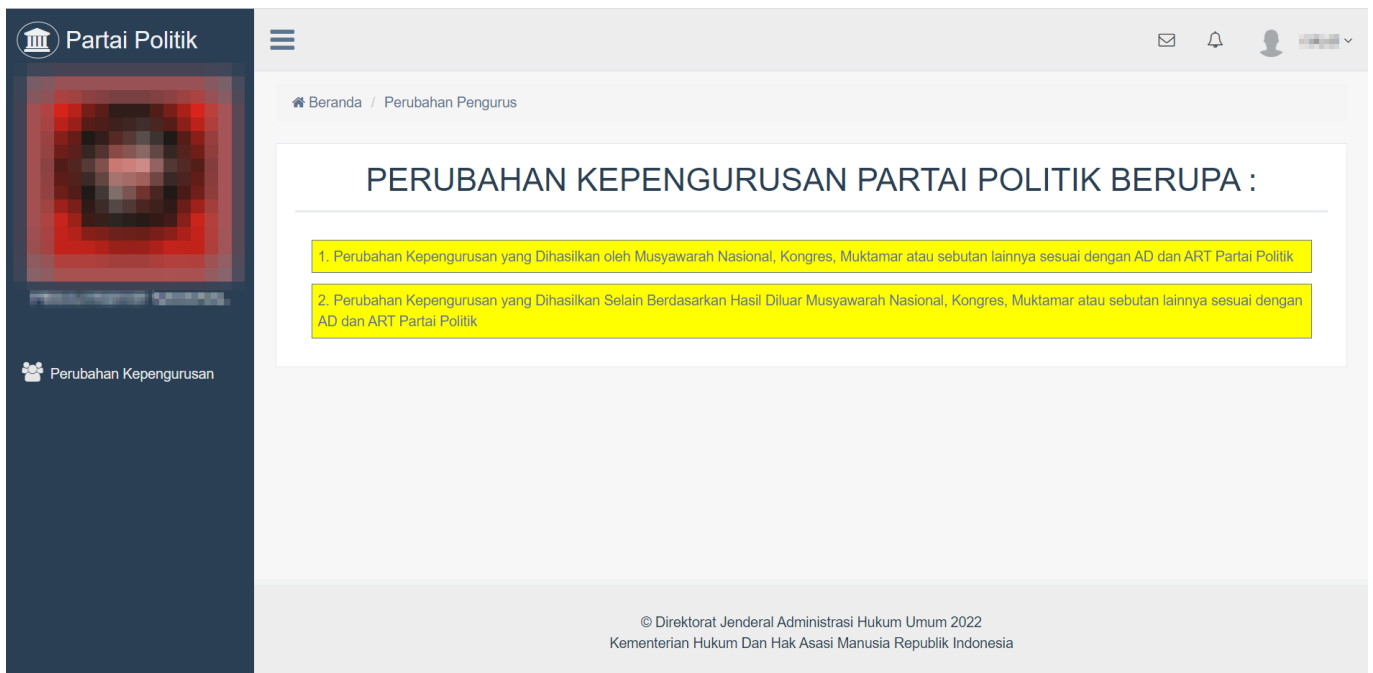 Partai Politik
Beranda / Perubahan Pengurus
PERUBAHAN KEPENGURUSAN PARTAI POLITIK BERUPA :
1. Perubahan Kepengurusan yang Dihasilkan oleh Musyawarah Nasional, Kongres, Muktamar atau sebutan lainnya sesuai dengan AD dan ART Partai Politik
2. Perubahan Kepengurusan yang Dihasilkan Selain Berdasarkan Hasil Diluar Musyawarah Nasional, Kongres, Muktamar atau sebutan lainnya sesuai dengan
AD dan ART Partai Politik
Perubahan Kepengurusan
© Direktorat Jenderal Administrasi Hukum Umum 2022
Kementerian Hukum Dan Hak Asasi Manusia Republik Indonesia